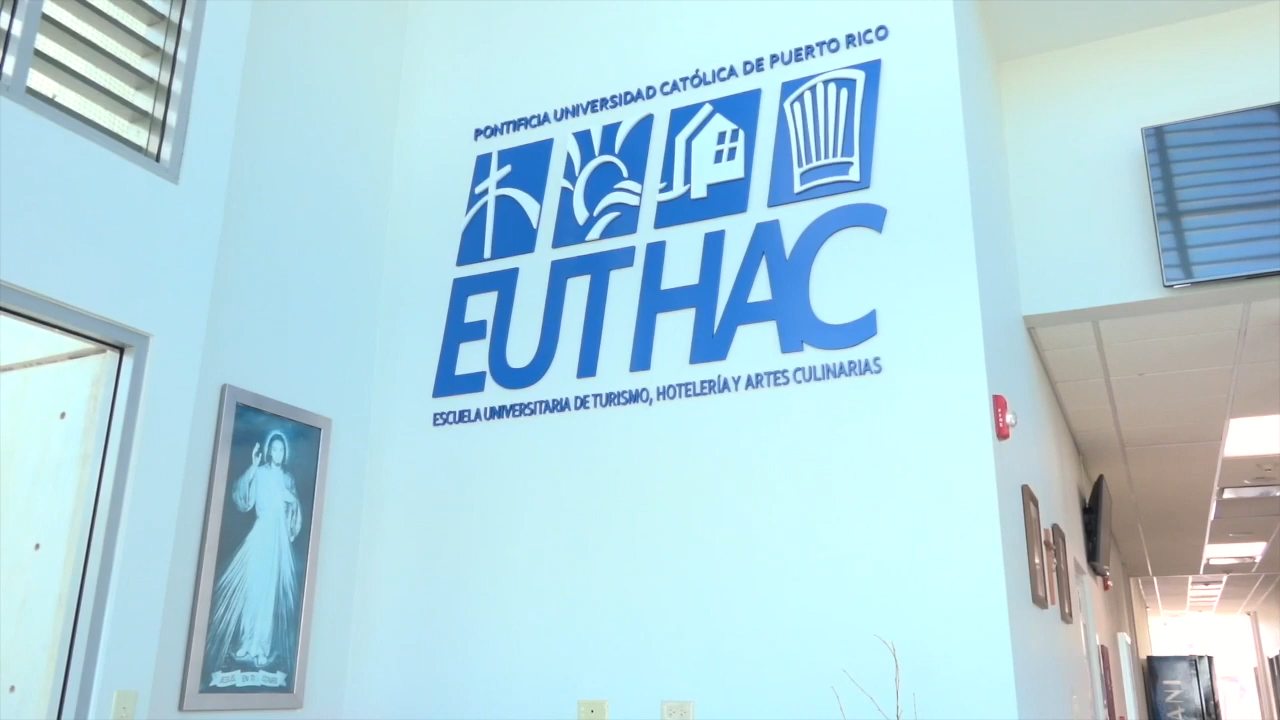 PONTIFICIA UNIVERSIDAD CATÓLICA DE PUERTO RICO
EUTHAC
ESCUELA UNIVERSITARIA DE TURISMO, HOTELERÍA Y ARTES CULINARIAS